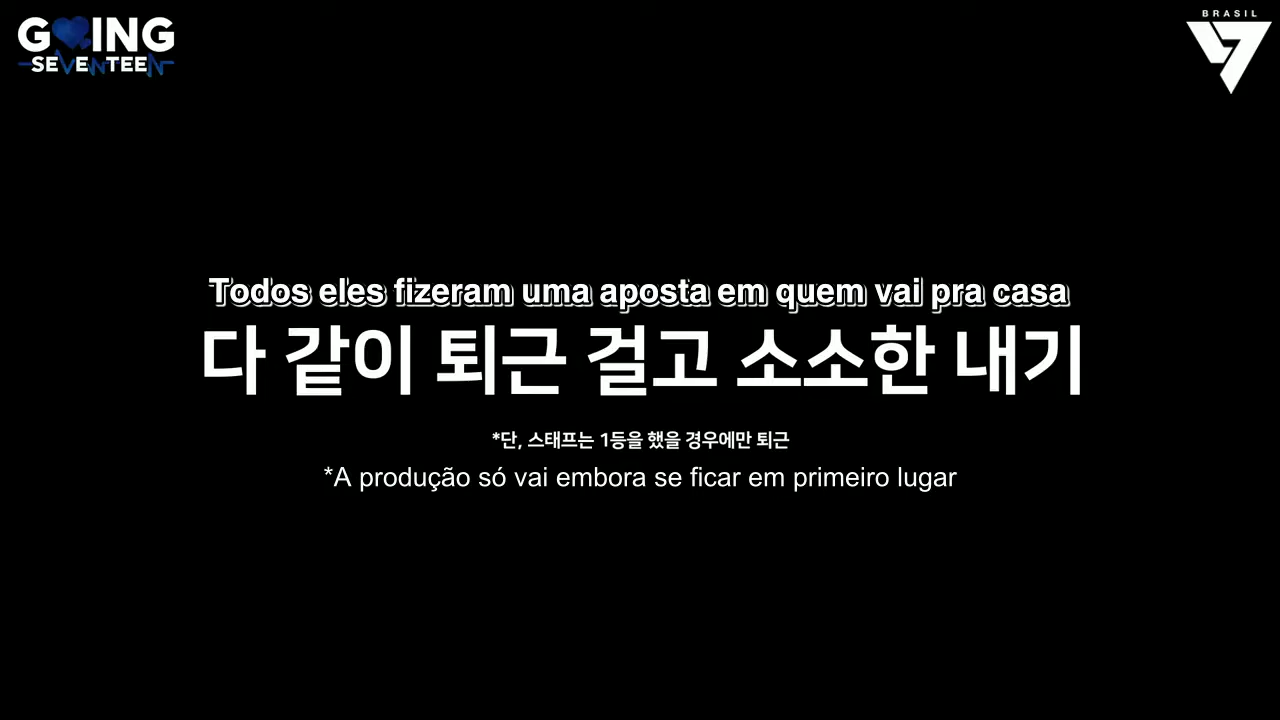 GOING
SEVENTEEN
BRASIL
Todos eles fizeram uma aposta em quem vai pra casa
다 같이 퇴근 걸고 소소한 내기
*단, 스태프는 1등을 했을 경우에만 퇴근
*A produção só vai embora se ficar em primeiro lugar